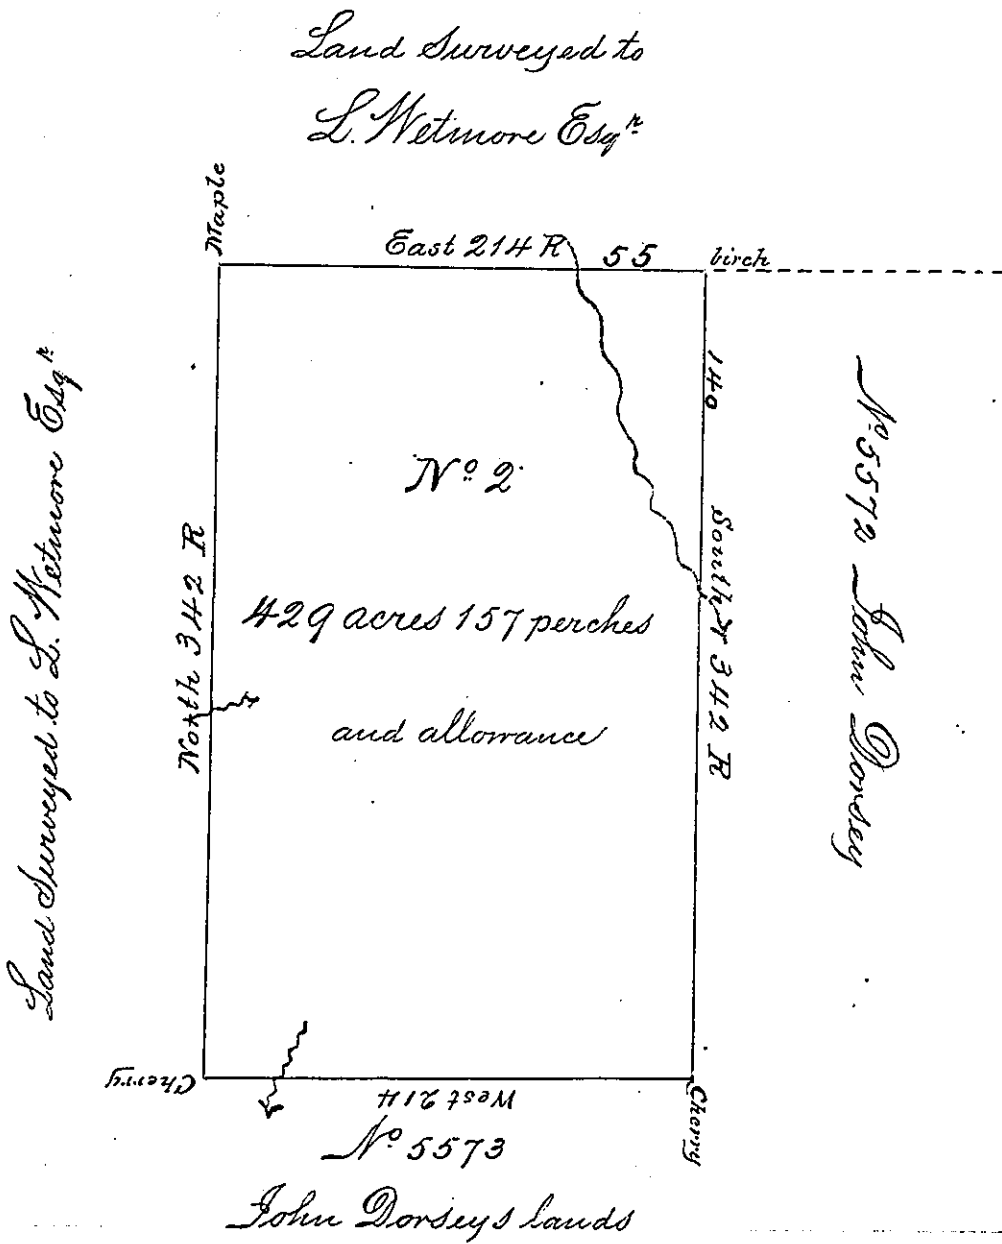 Land Surveyed to
L. Wetmore Esqr
Maple
East 214 R
55
birch
Land Surveyed to L. Wetmore Esqr
North 342 R
No 2
429 acres 157 perches
and allowance
140
South 342 R
No 5572 John Dorsey
Cherry
West 214
Cherry
No 5573
John Dorseys lands